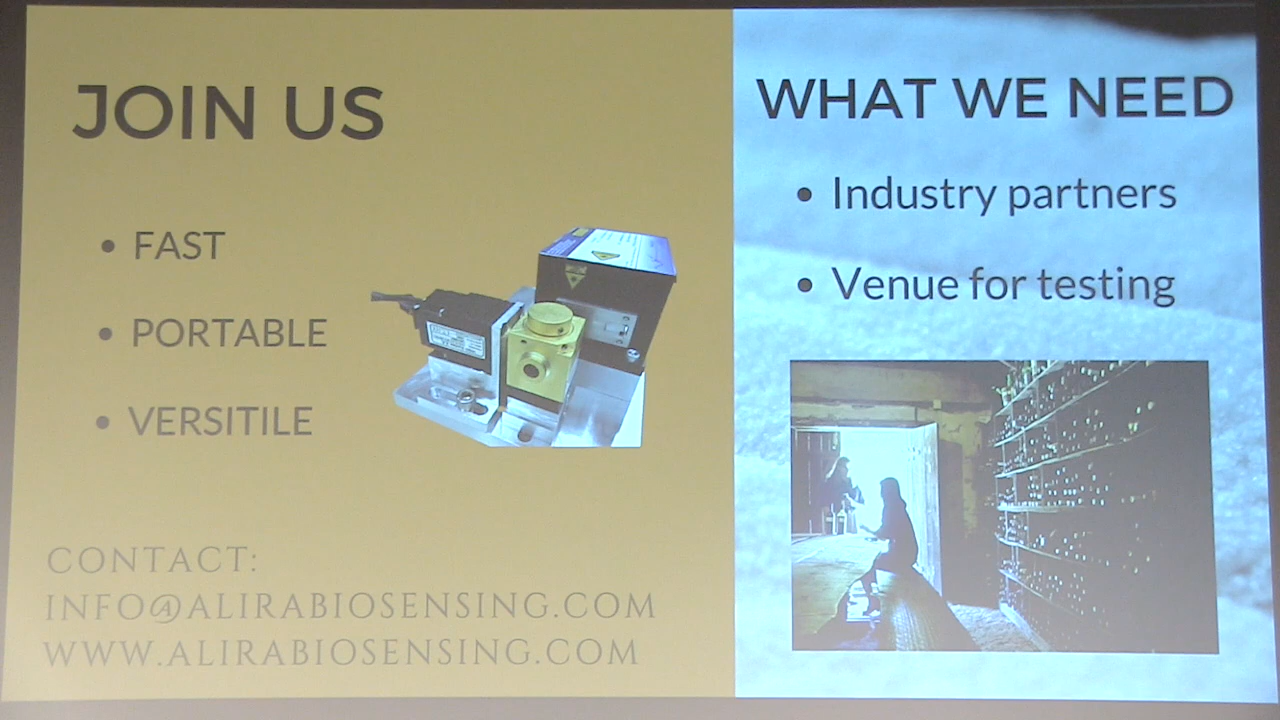 JOIN US
• FAST
• PORTABLE
• VERSITILE
CONTACT:
INFO@ALIRABIOSENSING.COM
WWW.ALIRABIOSENSING.COM
WHAT WE NEED
• Industry partners
• Venue for testing